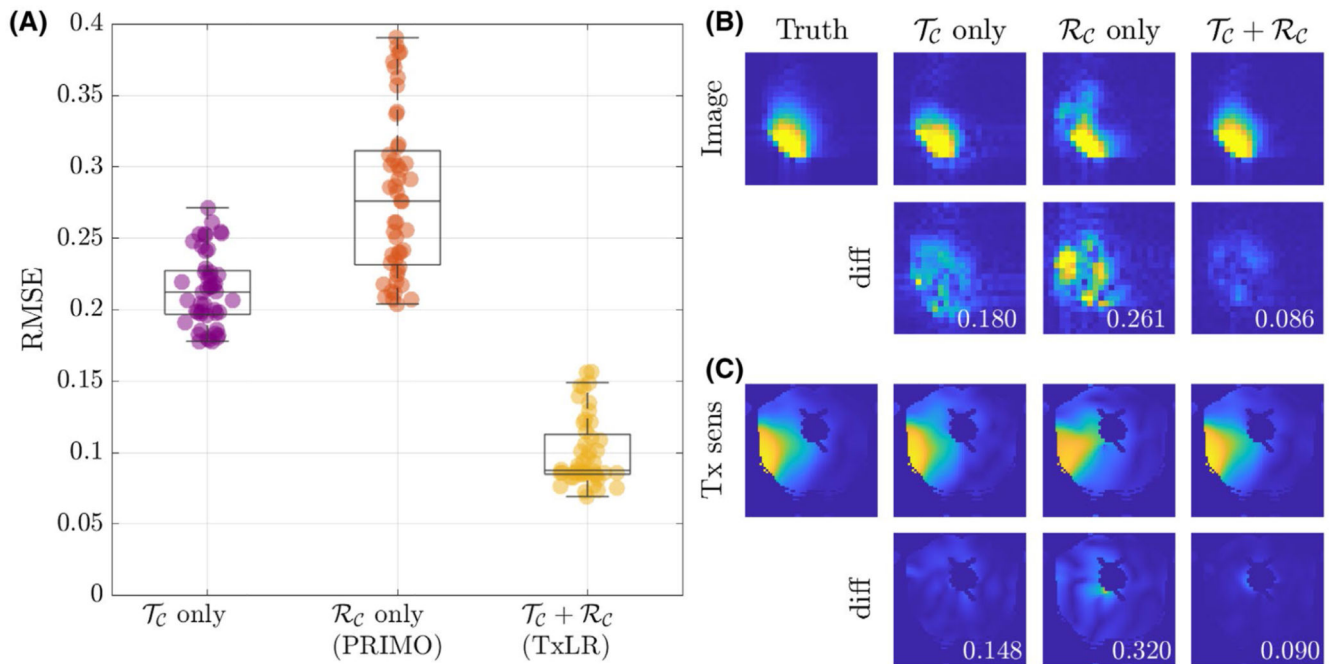 (A)
RMSE
0.4
0.35
0.3
0.25
0.2
0.15
0.1
0.05
0
𝒯𝒸 only
ℛ𝒸 only
(PRIMO)
𝒯𝒸 + ℛ𝒸
(TxLR)
(B)
Truth
𝒯𝒸 only
ℛ𝒸 only
𝒯𝒸 + ℛ𝒸
Image
diff
0.180
0.261
0.086
(C)
Tx sens
diff
0.148
0.320
0.090